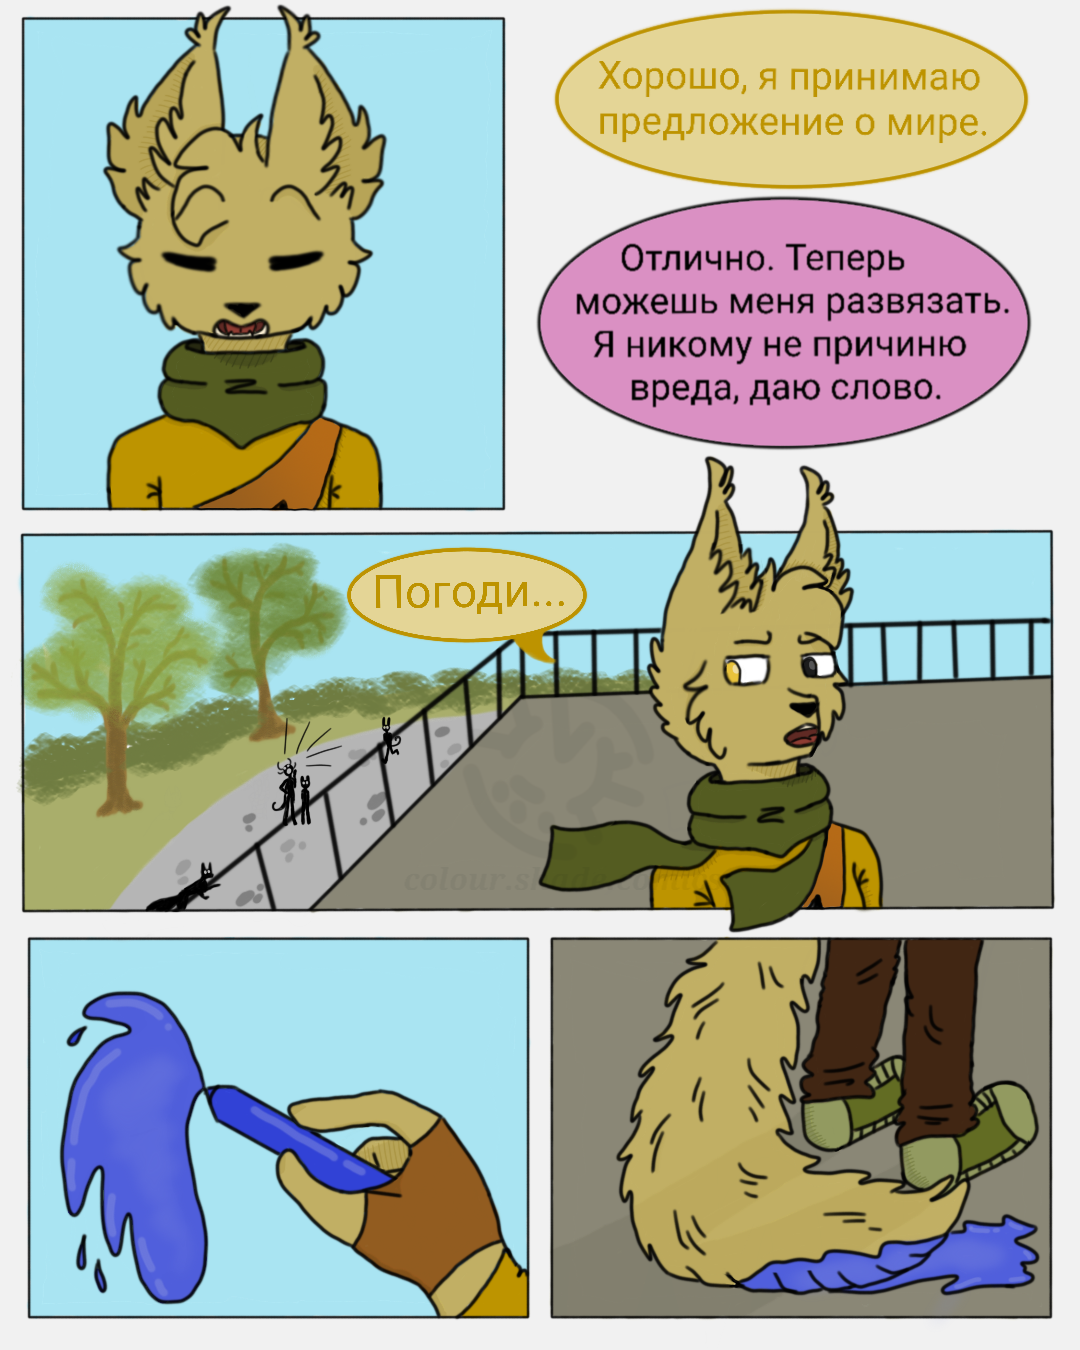 Хорошо, я принимаю
предложение о мире.
Отлично. Теперь
можешь меня развязать.
Я никому не причиню
вреда, даю слово.
Погоди...